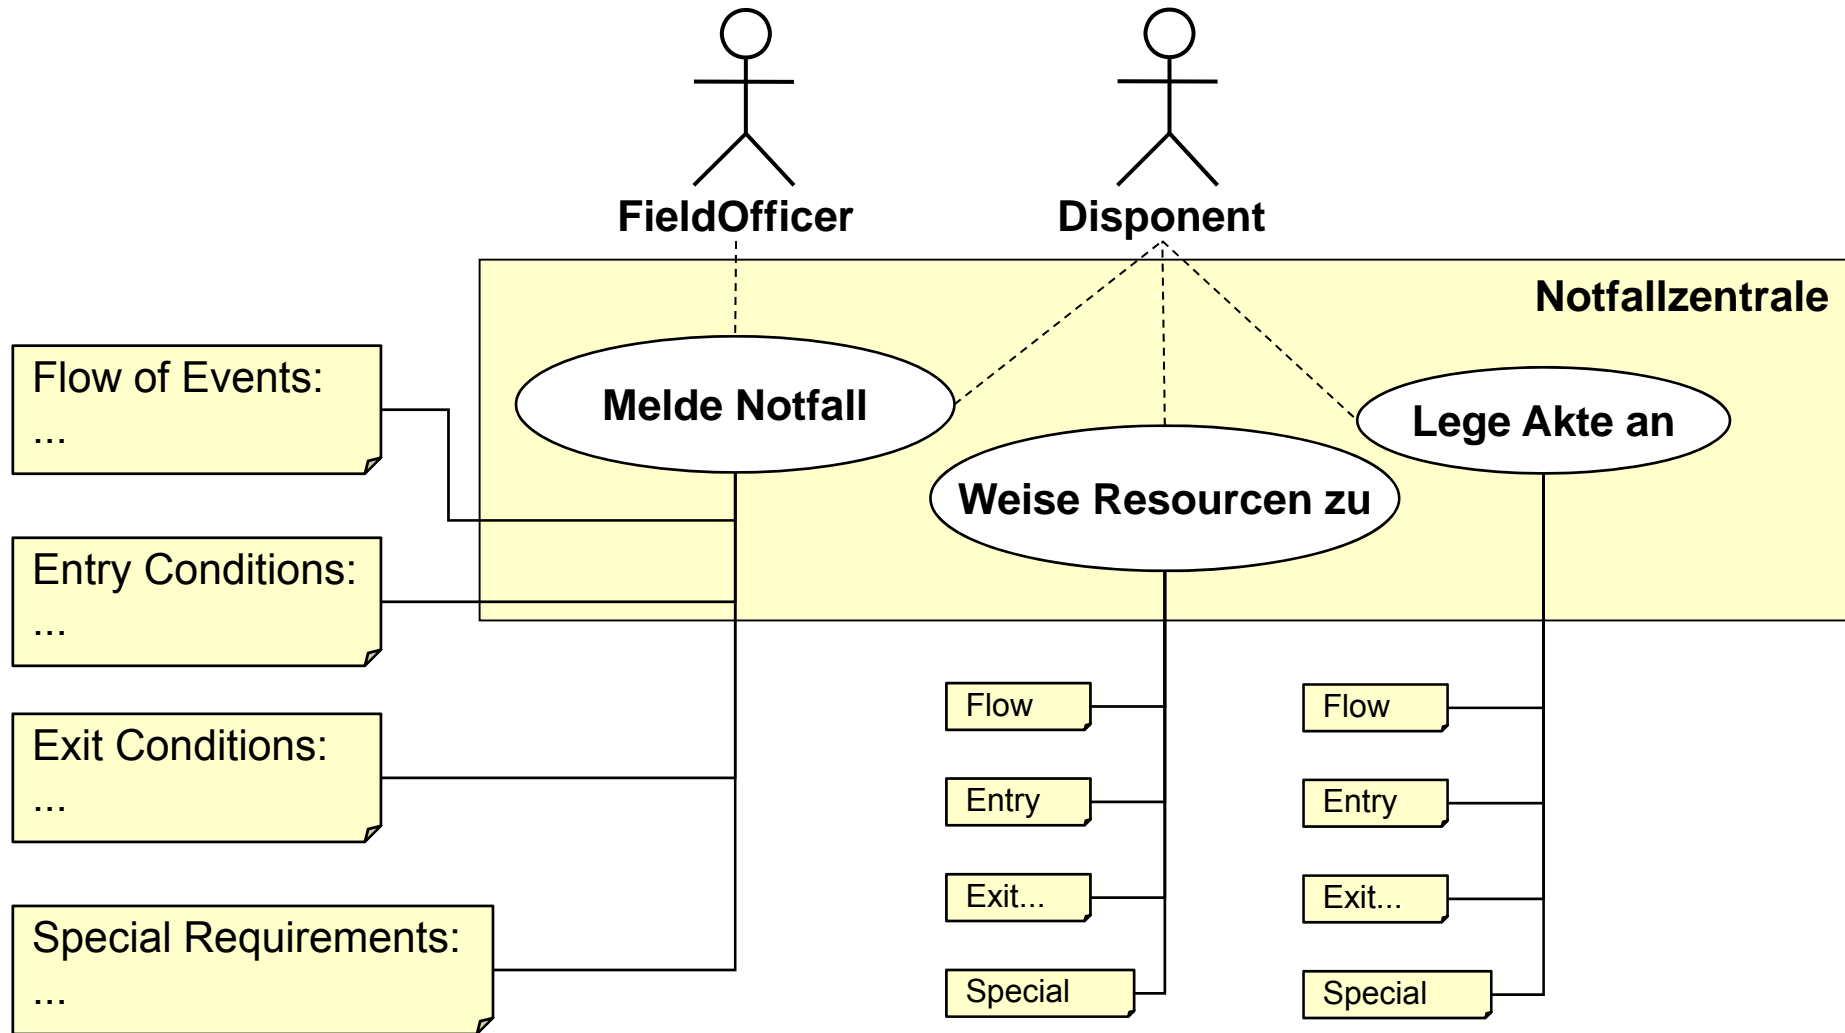 FieldOfficer
Disponent
Notfallzentrale
Melde Notfall
Weise Resourcen zu
Lege Akte an
Flow of Events:
...
Entry Conditions:
...
Exit Conditions:
...
Special Requirements:
...
Flow
Entry
Exit...
Special
Flow
Entry
Exit...
Special